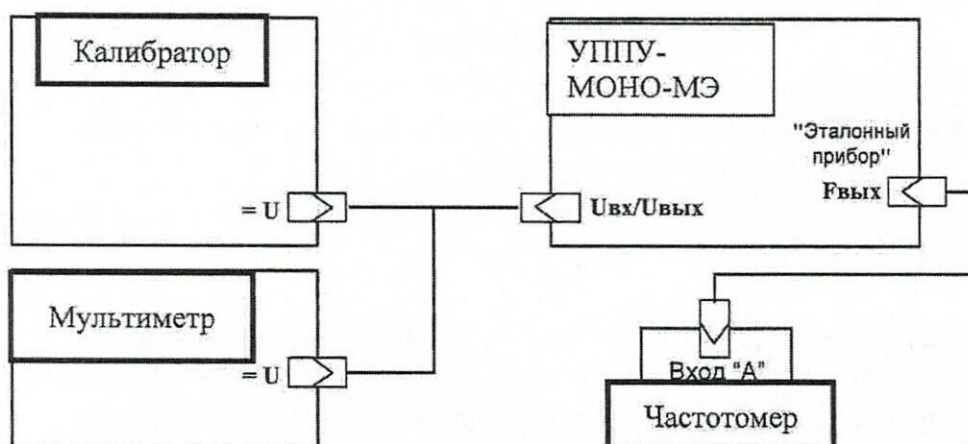 Калибратор
= U
УППУ-
МОНО-МЭ
"Эталонный
прибор"
Fвых
Uвх/Uвых
Мультиметр
= U
Вход "А"
Частотомер